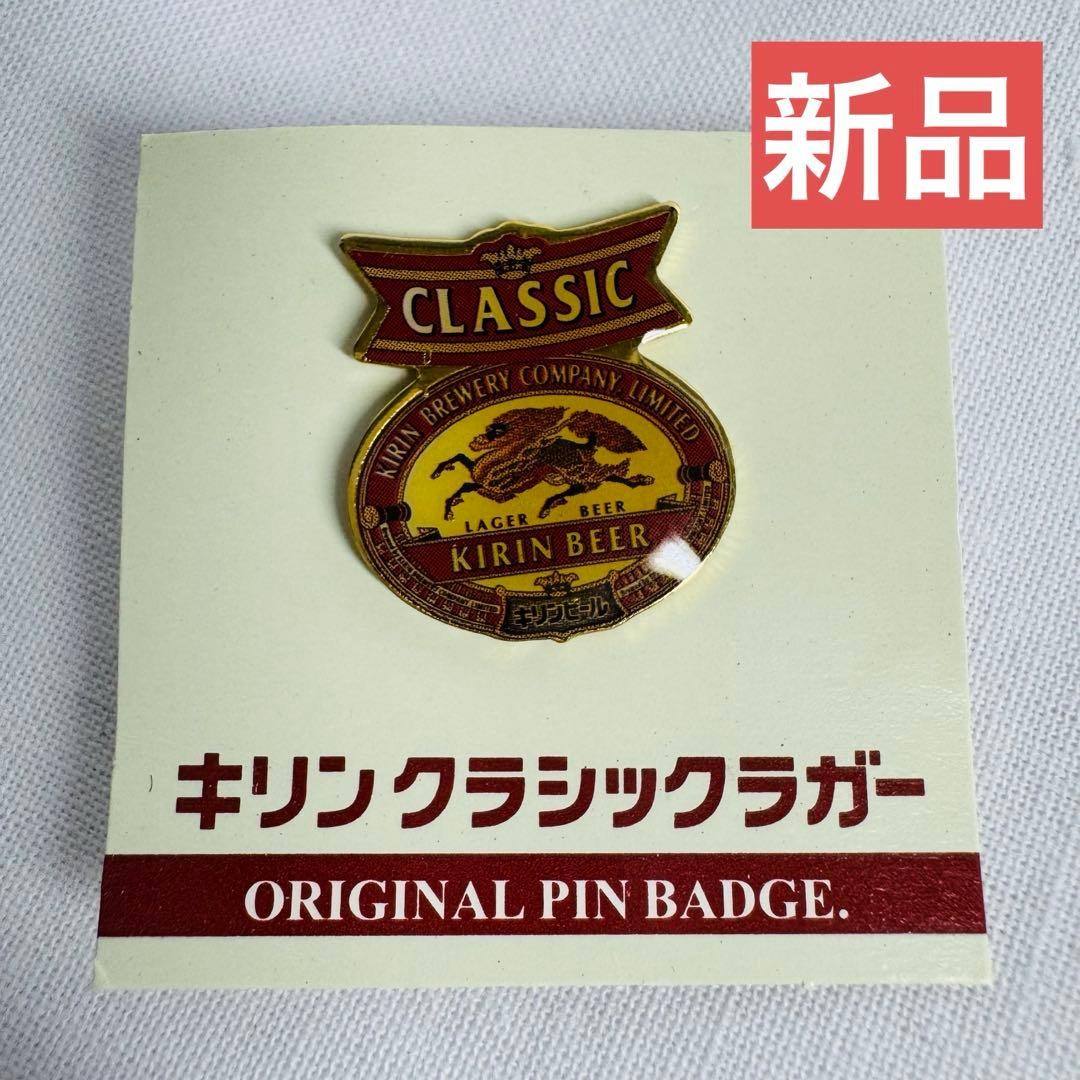 新品
CLASSIC
KIRIN BREWERY COMPANY, LIMITED
LAGER BEER
KIRIN BEER
キリンビール
キリン クラシックラガー
ORIGINAL PIN BADGE.